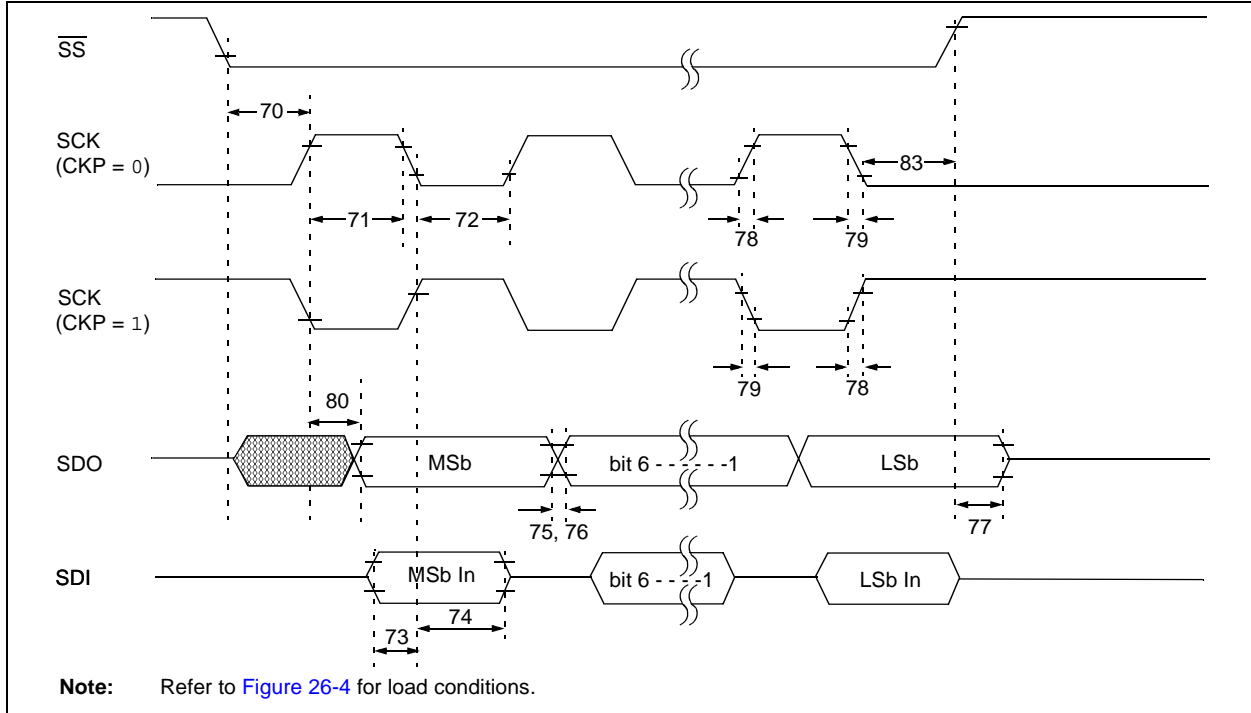 SS
70
SCK
(CKP = 0)
83
71
72
78
79
SCK
(CKP = 1)
79
78
80
SDO
MSb
bit 6 - - - - - -1
LSb
75, 76
77
SDI
MSb In
bit 6 - - - - -1
LSb In
74
73
Note: Refer to Figure 26-4 for load conditions.